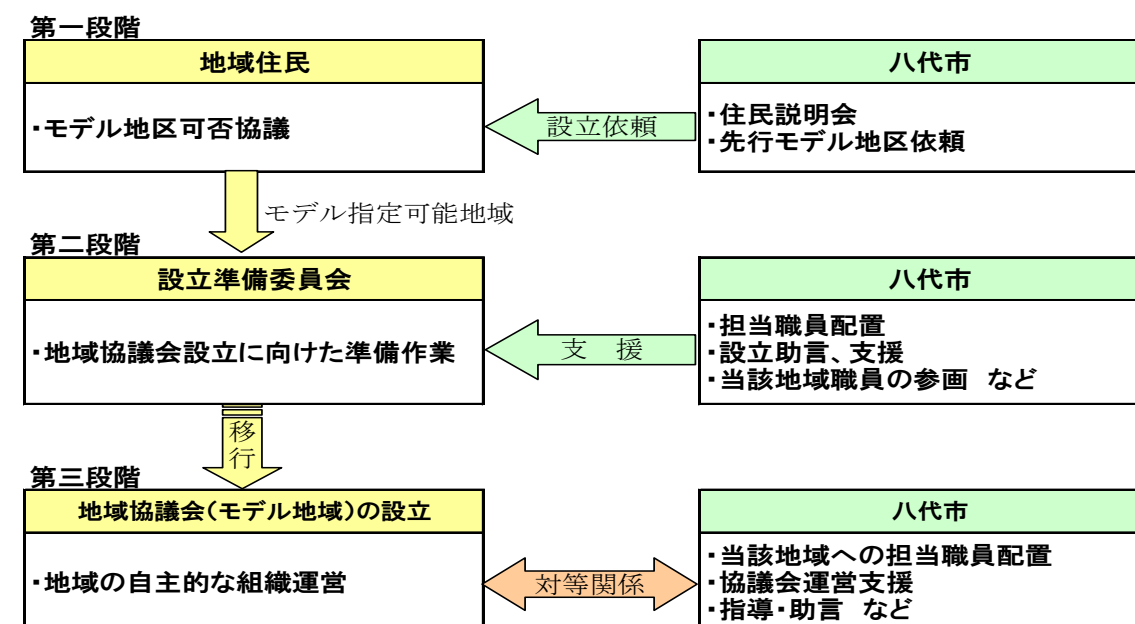 第一段階
地域住民
・モデル地区可否協議
設立依頼
八代市
・住民説明会
・先行モデル地区依頼
モデル指定可能地域
第二段階
設立準備委員会
・地域協議会設立に向けた準備作業
支　援
八代市
・担当職員配置
・設立助言、支援
・当該地域職員の参画　など
移行
第三段階
地域協議会(モデル地域)の設立
・地域の自主的な組織運営
対等関係
八代市
・当該地域への担当職員配置
・協議会運営支援
・指導・助言　など